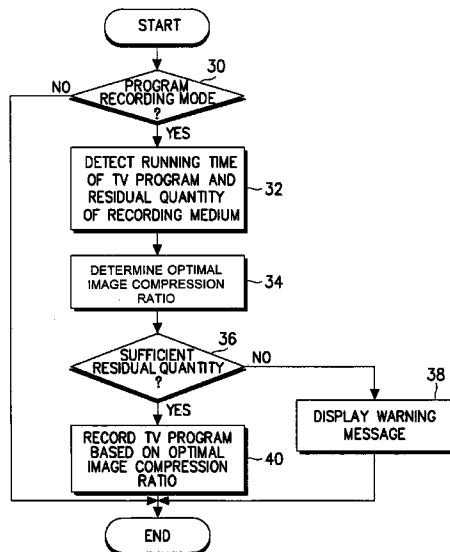 START
30
NO
PROGRAM
RECORDING MODE
?
YES
DETECT RUNNING TIME
OF TV PROGRAM AND
RESIDUAL QUANTITY
OF RECORDING MEDIUM
32
DETERMINE OPTIMAL
IMAGE COMPRESSION
RATIO
34
36
SUFFICIENT
RESIDUAL QUANTITY
?
NO
YES
38
DISPLAY WARNING
MESSAGE
RECORD TV PROGRAM
BASED ON OPTIMAL
IMAGE COMPRESSION
RATIO
40
END